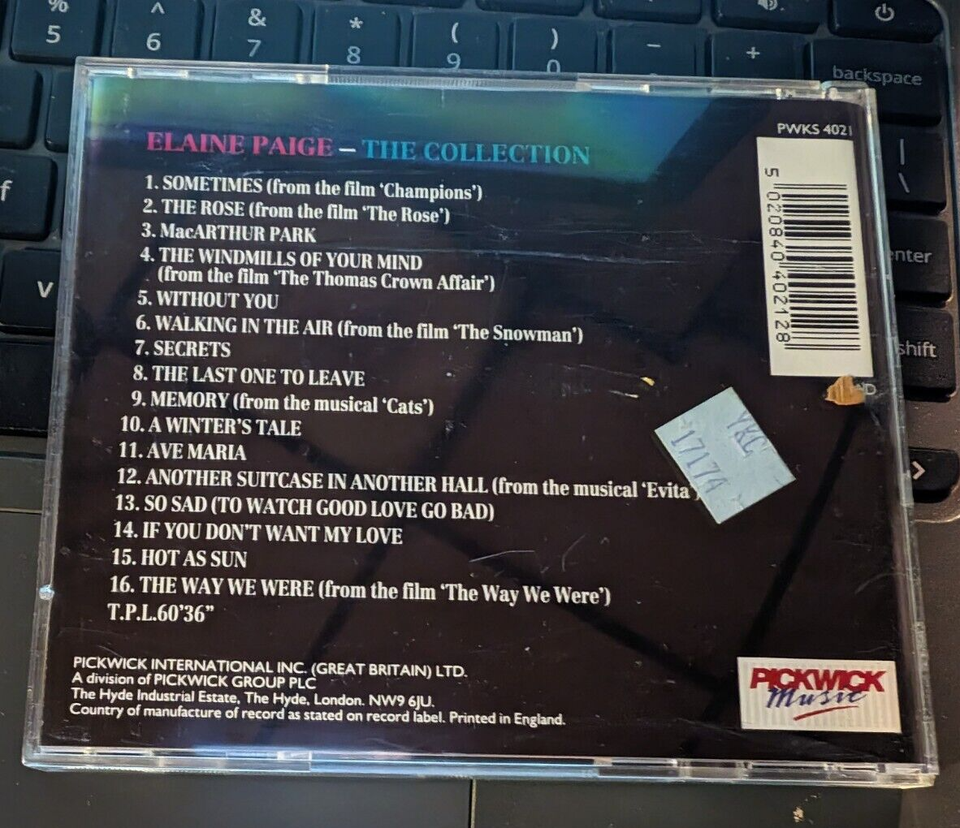 %
5
^
6
&
7
*
8
(
9
)
0
–
+
backspace
|
\
f
V
enter
shift
PWKS 4021
ELAINE PAIGE – THE COLLECTION
1. SOMETIMES (from the film ‘Champions’)
2. THE ROSE (from the film ‘The Rose’)
3. MacARTHUR PARK
4. THE WINDMILLS OF YOUR MIND
(from the film ‘The Thomas Crown Affair’)
5. WITHOUT YOU
6. WALKING IN THE AIR (from the film ‘The Snowman’)
7. SECRETS
8. THE LAST ONE TO LEAVE
9. MEMORY (from the musical ‘Cats’)
10. A WINTER’S TALE
11. AVE MARIA
12. ANOTHER SUITCASE IN ANOTHER HALL (from the musical ‘Evita’)
13. SO SAD (TO WATCH GOOD LOVE GO BAD)
14. IF YOU DON’T WANT MY LOVE
15. HOT AS SUN
16. THE WAY WE WERE (from the film ‘The Way We Were’)
T.P.L.60’36”
5 020840 402128
YKC
17174
PICKWICK INTERNATIONAL INC. (GREAT BRITAIN) LTD.
A division of PICKWICK GROUP PLC
The Hyde Industrial Estate, The Hyde, London. NW9 6JU.
Country of manufacture of record as stated on record label. Printed in England.
PICKWICK
Music